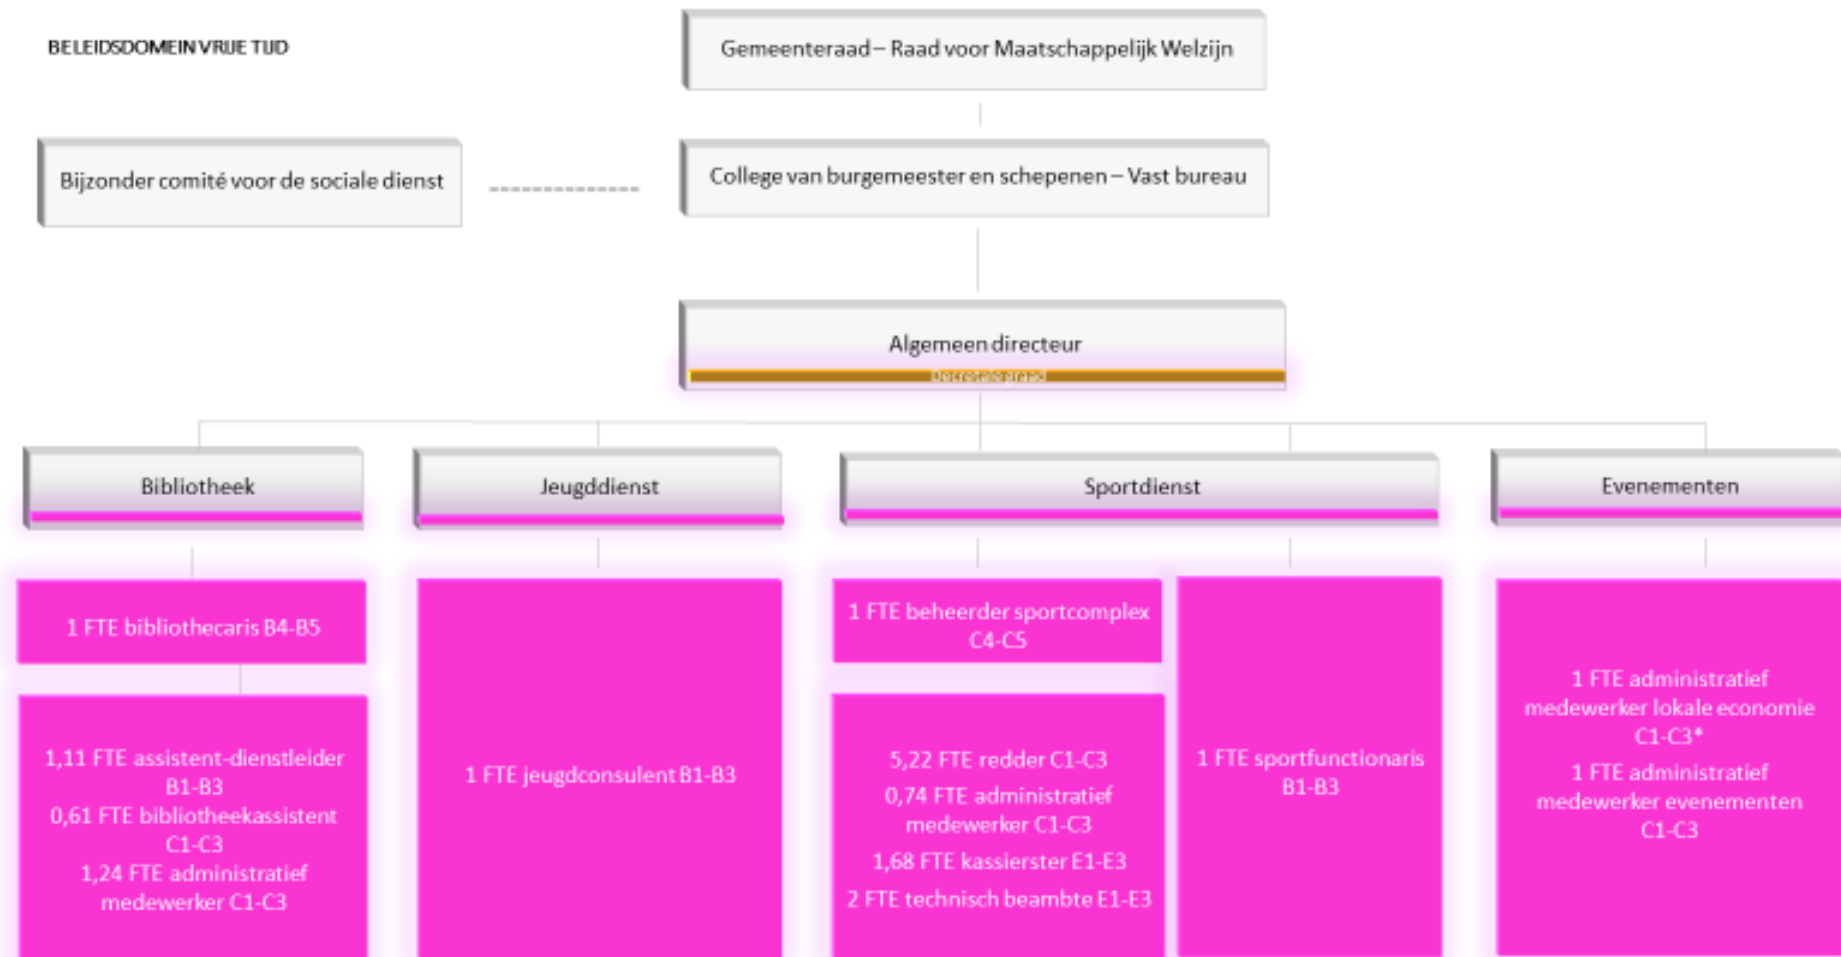 BELEIDSDOMEIN VRIJE TIJD
Gemeenteraad – Raad voor Maatschappelijk Welzijn
Bijzonder comité voor de sociale dienst
College van burgemeester en schepenen – Vast bureau
Algemeen directeur
Decretale graad
Bibliotheek
Jeugddienst
Sportdienst
Evenementen
1 FTE bibliothecaris B4-B5
1,11 FTE assistent-dienstleider
B1-B3
0,61 FTE bibliotheekassistent
C1-C3
1,24 FTE administratief
medewerker C1-C3
1 FTE jeugdconsulent B1-B3
1 FTE beheerder sportcomplex
C4-C5
5,22 FTE redder C1-C3
0,74 FTE administratief
medewerker C1-C3
1,68 FTE kassierster E1-E3
2 FTE technisch beambte E1-E3
1 FTE sportfunctionaris
B1-B3
1 FTE administratief
medewerker lokale economie
C1-C3*
1 FTE administratief
medewerker evenementen
C1-C3